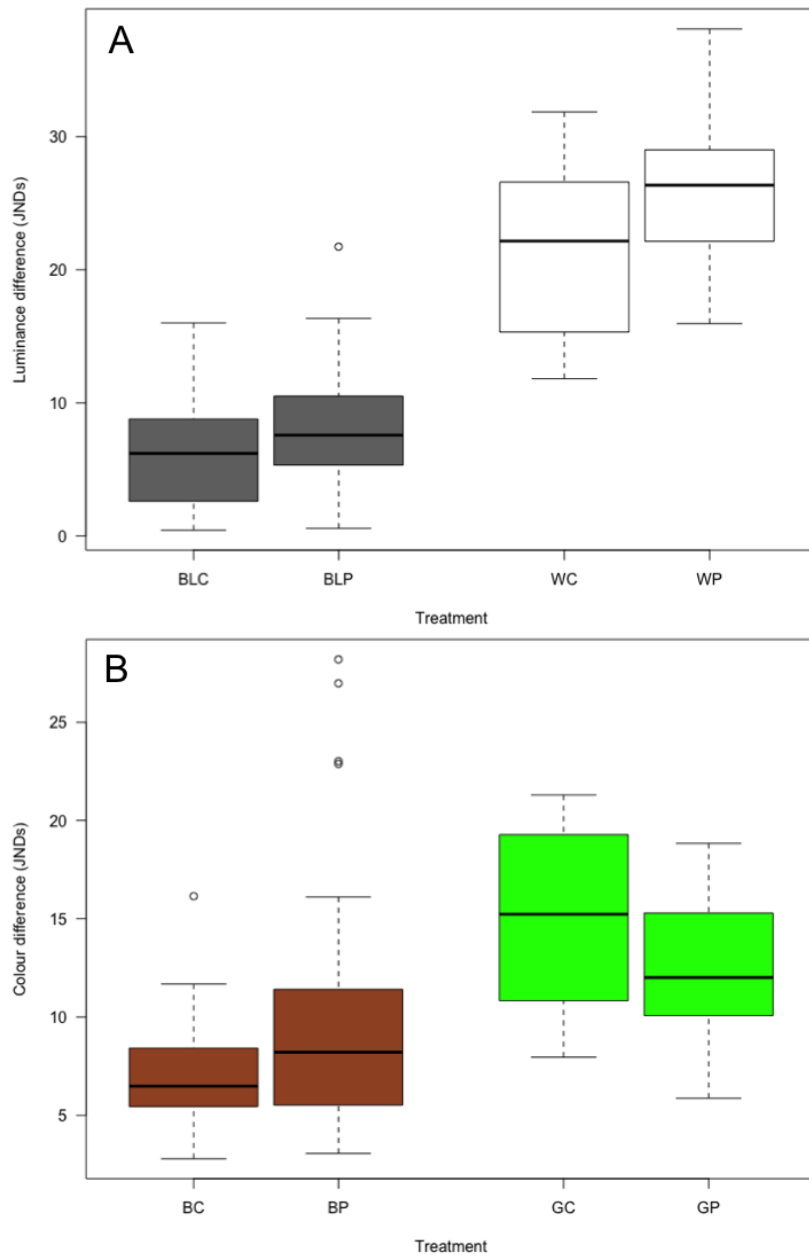 A
Luminance difference (JNDs)
30
20
10
0
BLC BLP WC WP
Treatment
B
Colour difference (JNDs)
25
20
15
10
5
BC BP GC GP
Treatment